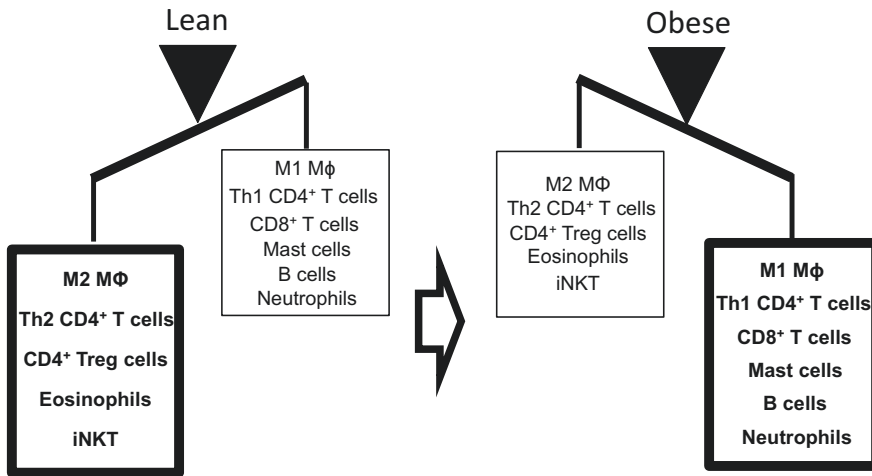 Lean
M1 Mϕ
Th1 CD4⁺ T cells
CD8⁺ T cells
Mast cells
B cells
Neutrophils
M2 MΦ
Th2 CD4⁺ T cells
CD4⁺ Treg cells
Eosinophils
iNKT
Obese
M2 MΦ
Th2 CD4⁺ T cells
CD4⁺ Treg cells
Eosinophils
iNKT
M1 Mϕ
Th1 CD4⁺ T cells
CD8⁺ T cells
Mast cells
B cells
Neutrophils